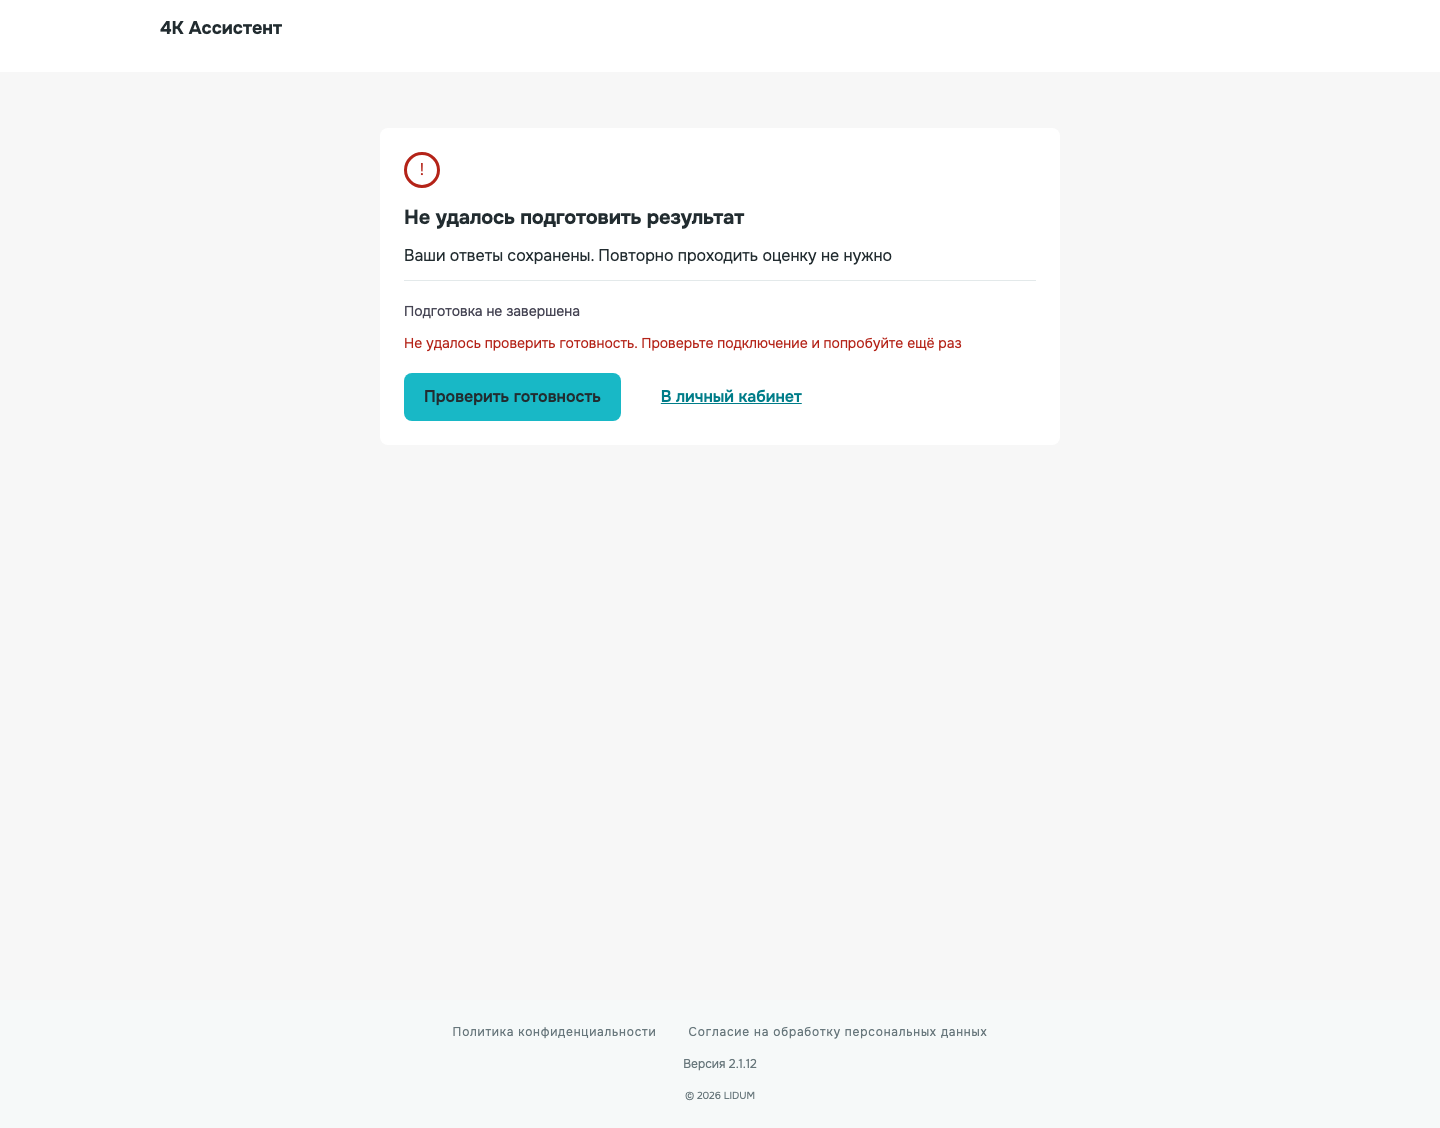 4К Ассистент
!
Не удалось подготовить результат
Ваши ответы сохранены. Повторно проходить оценку не нужно
Подготовка не завершена
Не удалось проверить готовность. Проверьте подключение и попробуйте ещё раз
Проверить готовность
В личный кабинет
Политика конфиденциальности
Согласие на обработку персональных данных
Версия 2.1.12
© 2026 LIDUM